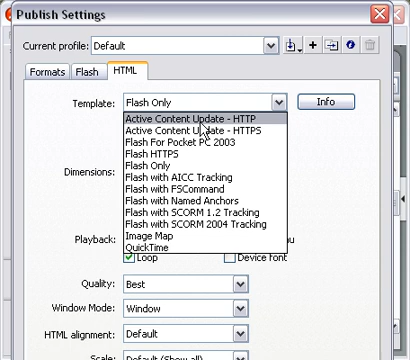 Publish Settings
Current profile: Default
Formats Flash HTML
Template: Flash Only Info
Active Content Update - HTTP
Active Content Update - HTTPS
Flash For Pocket PC 2003
Flash HTTPS
Flash Only
Dimensions:
Flash with AICC Tracking
Flash with FSCommand
Flash with Named Anchors
Flash with SCORM 1.2 Tracking
Flash with SCORM 2004 Tracking
Playback: Image Map
QuickTime
Loop Device font
Quality: Best
Window Mode: Window
HTML alignment: Default
Scale: Default (Show all)